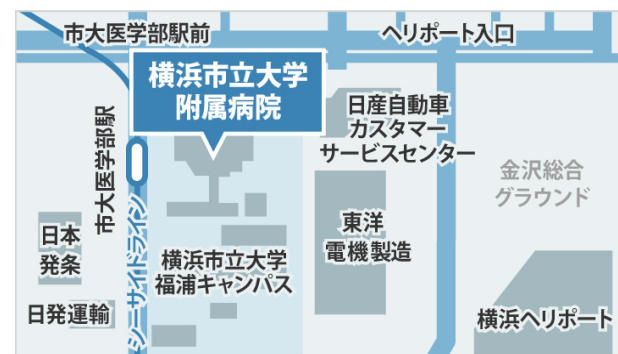 市大医学部駅前
ヘリポート入口
横浜市立大学
附属病院
市大医学部駅
日産自動車
カスタマー
サービスセンター
金沢総合
グラウンド
日本
発条
シーサイドライン
横浜市立大学
福浦キャンパス
東洋
電機製造
日発運輸
横浜ヘリポート